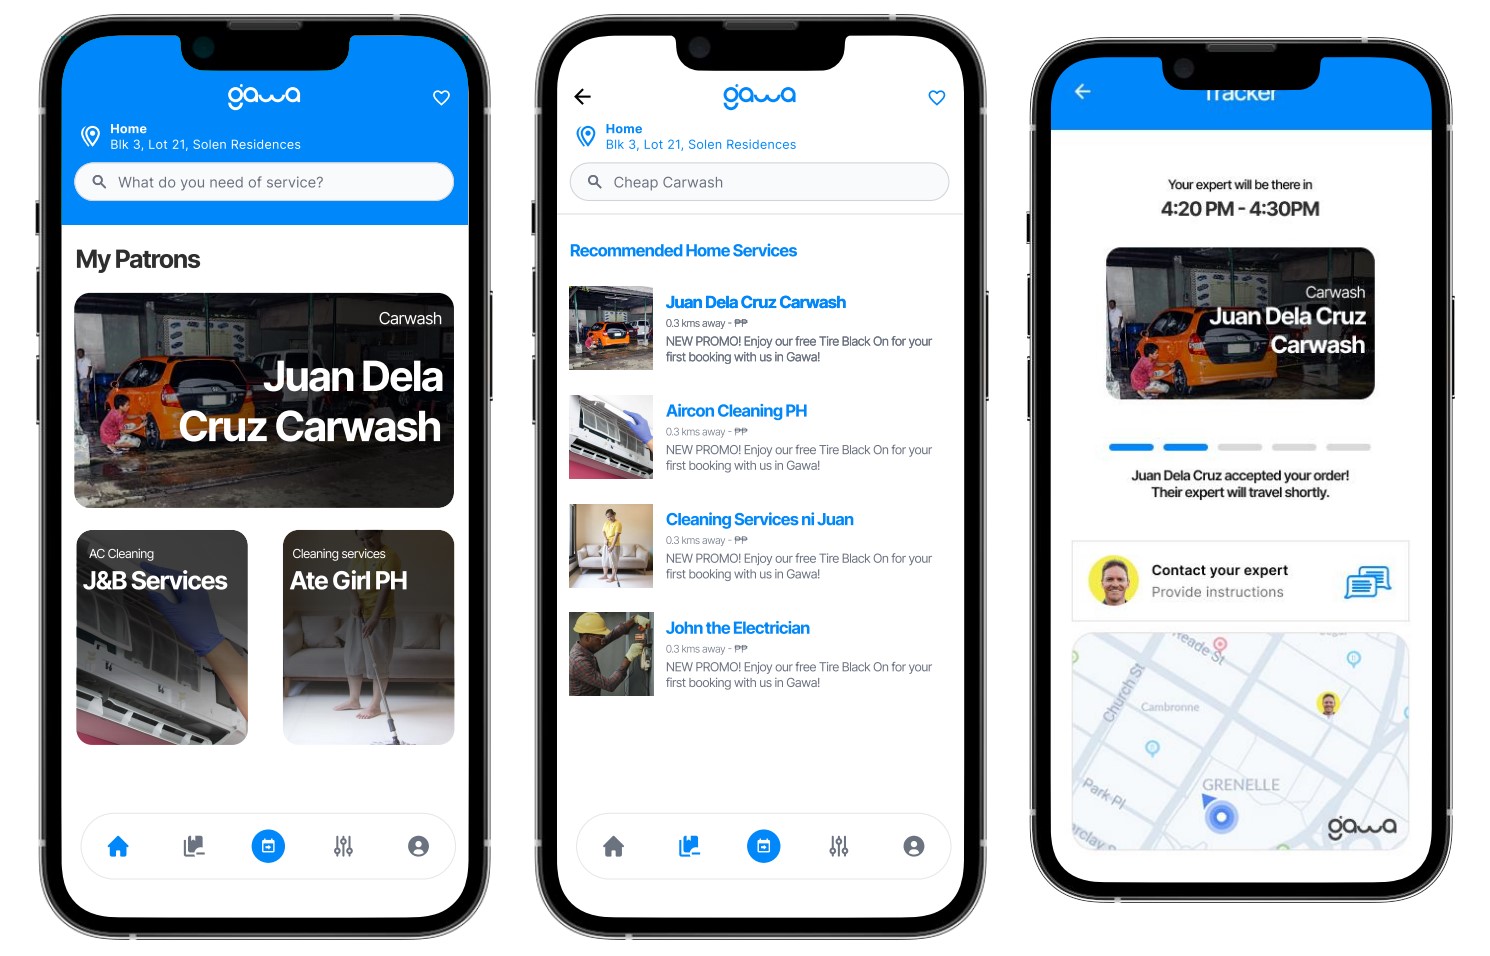 gawa
Home
Blk 3, Lot 21, Solen Residences
What do you need of service?
My Patrons
Carwash
Juan Dela
Cruz Carwash
AC Cleaning
J&B Services
Cleaning services
Ate Girl PH
gawa
Home
Blk 3, Lot 21, Solen Residences
Cheap Carwash
Recommended Home Services
Juan Dela Cruz Carwash
0.3 kms away - ₱₱
NEW PROMO! Enjoy our free Tire Black On for your
first booking with us in Gawa!
Aircon Cleaning PH
0.3 kms away - ₱₱
NEW PROMO! Enjoy our free Tire Black On for your
first booking with us in Gawa!
Cleaning Services ni Juan
0.3 kms away - ₱₱
NEW PROMO! Enjoy our free Tire Black On for your
first booking with us in Gawa!
John the Electrician
0.3 kms away - ₱₱
NEW PROMO! Enjoy our free Tire Black On for your
first booking with us in Gawa!
Tracker
Your expert will be there in
4:20 PM - 4:30PM
Carwash
Juan Dela Cruz
Carwash
Juan Dela Cruz accepted your order!
Their expert will travel shortly.
Contact your expert
Provide instructions
Reade St
Church St
Cambronne
GRENELLE
Park Pl
arclay
gawa